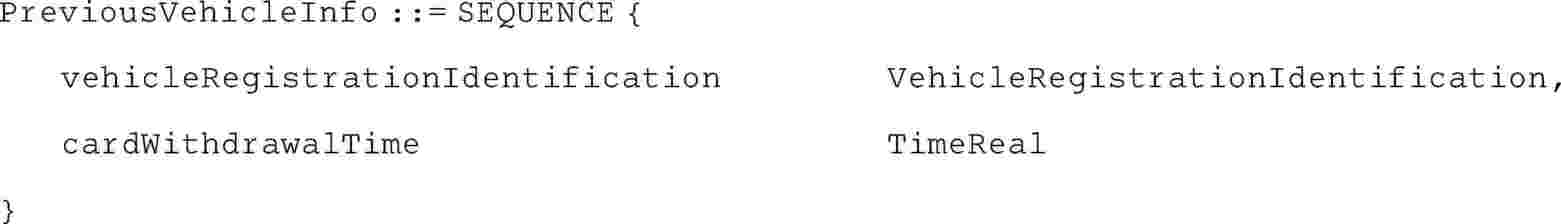 PreviousVehicleInfo ::= SEQUENCE {
vehicleRegistrationIdentification VehicleRegistrationIdentification,
cardWithdrawalTime TimeReal
}